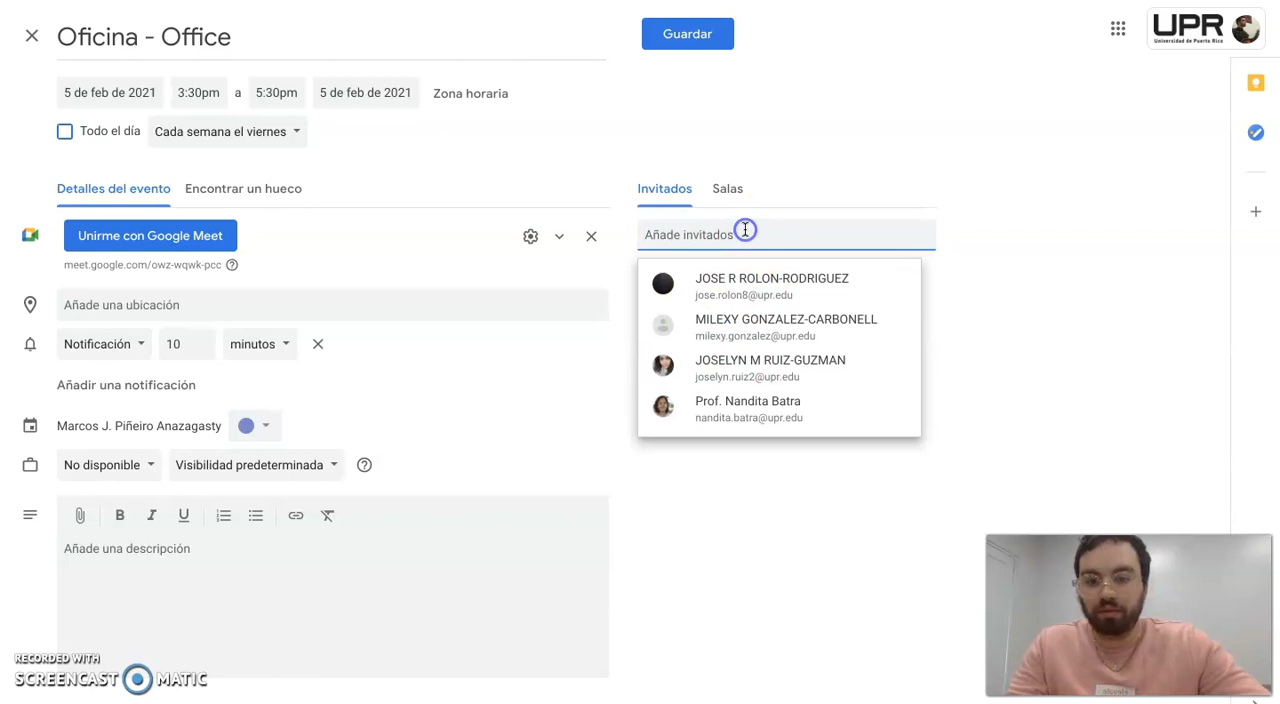 Oficina - Office
Guardar
UPR
Universidad de Puerto Rico
5 de feb de 2021 3:30pm a 5:30pm 5 de feb de 2021 Zona horaria
Todo el día Cada semana el viernes
Detalles del evento Encontrar un hueco
Invitados Salas
Unirme con Google Meet
meet.google.com/owz-wqwk-pcc
Añade invitados
JOSE R ROLON-RODRIGUEZ
jose.rolon8@upr.edu
MILEXY GONZALEZ-CARBONELL
milexy.gonzalez@upr.edu
JOSELYN M RUIZ-GUZMAN
joselyn.ruiz2@upr.edu
Prof. Nandita Batra
nandita.batra@upr.edu
Añade una ubicación
Notificación 10 minutos
Añadir una notificación
Marcos J. Piñeiro Anazagasty
No disponible Visibilidad predeterminada
B I U
Añade una descripción
RECORDED WITH
SCREENCAST MATIC